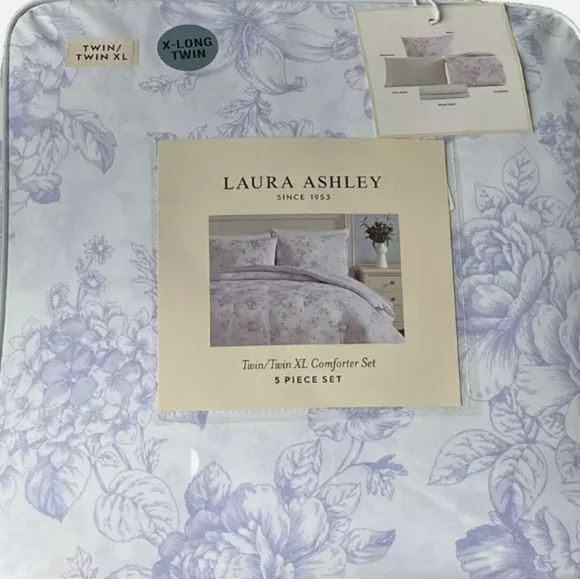 TWIN/
TWIN XL
X-LONG
TWIN
LAURA ASHLEY
SINCE 1953
Twin/Twin XL Comforter Set
5 PIECE SET